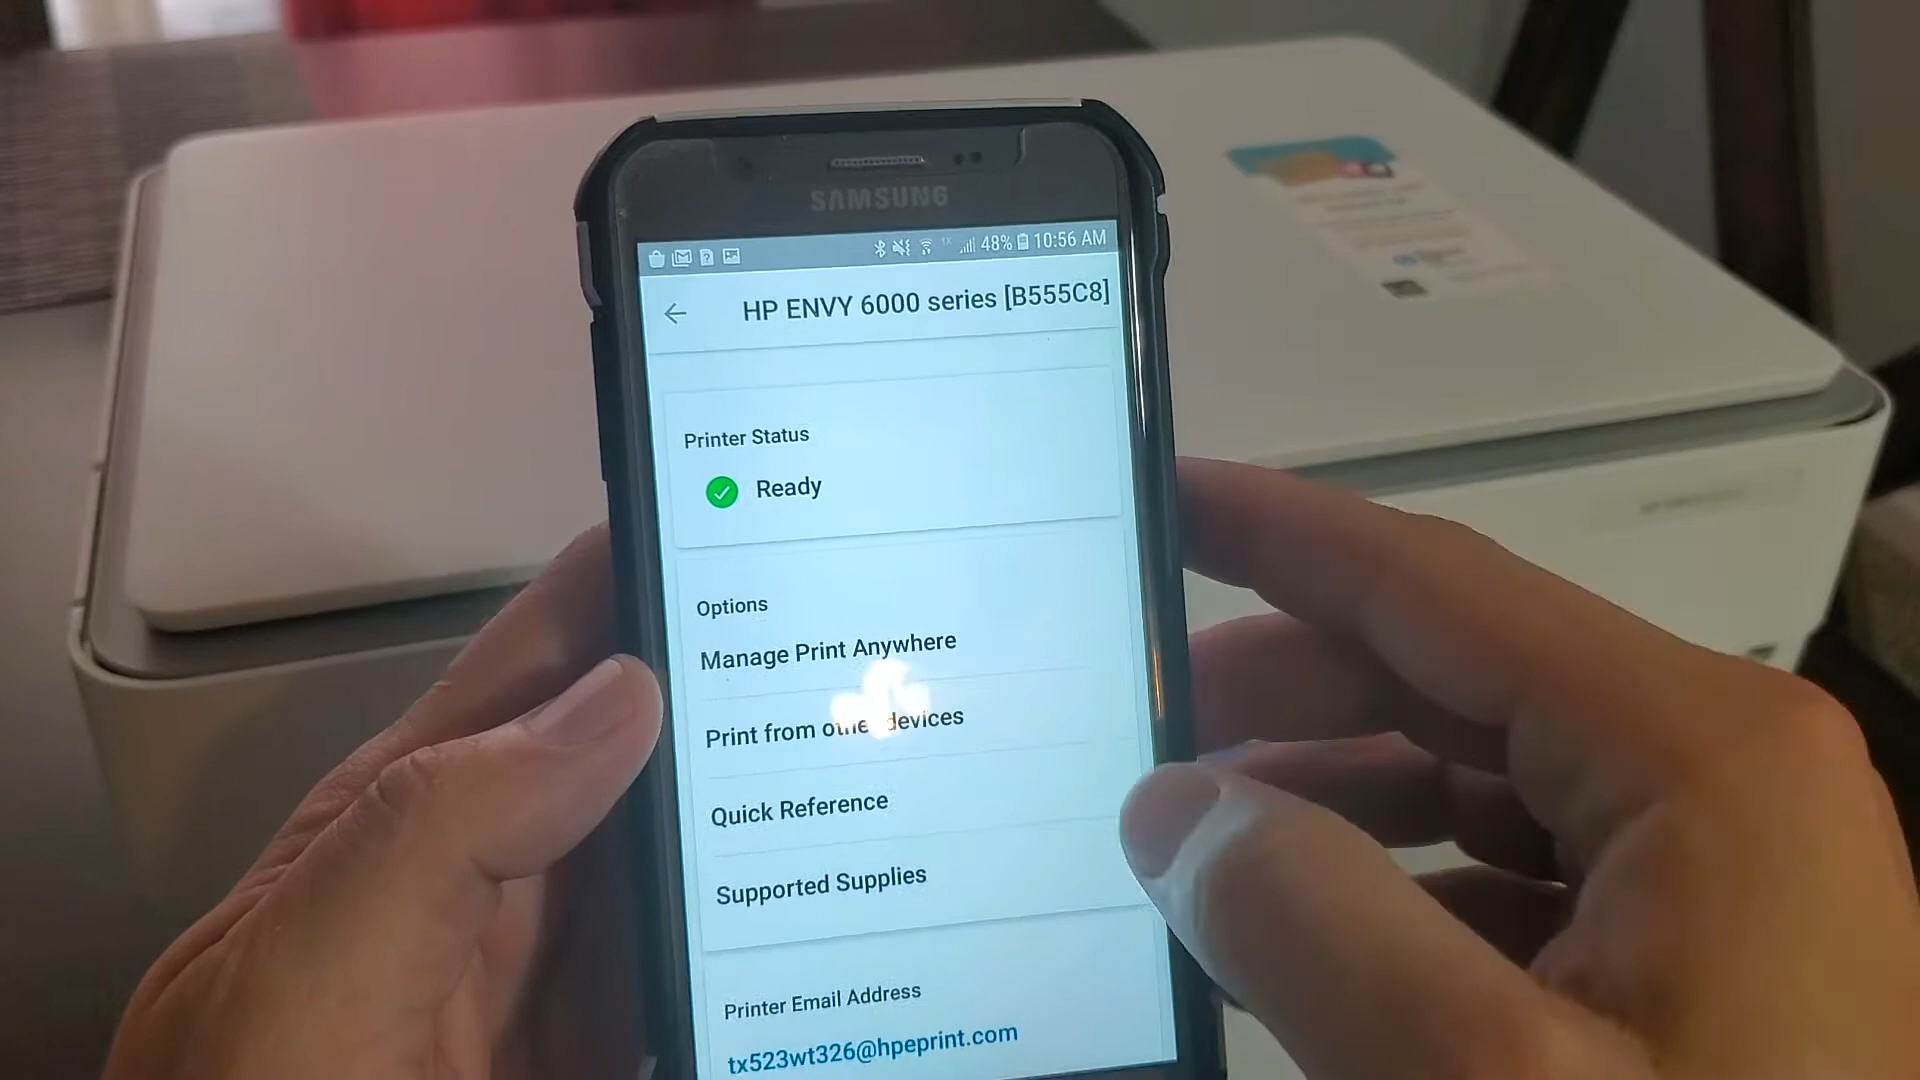 SAMSUNG
48% 10:56 AM
HP ENVY 6000 series [B555C8]
Printer Status
Ready
Options
Manage Print Anywhere
Print from other devices
Quick Reference
Supported Supplies
Printer Email Address
tx523wt326@hpeprint.com